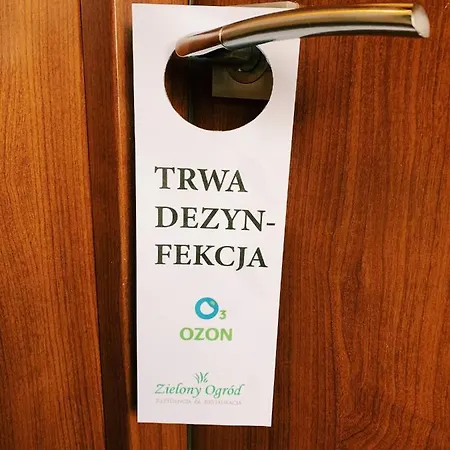 TRWA
DEZYN-
FEKCJA
O3
OZON
Zielony Ogród